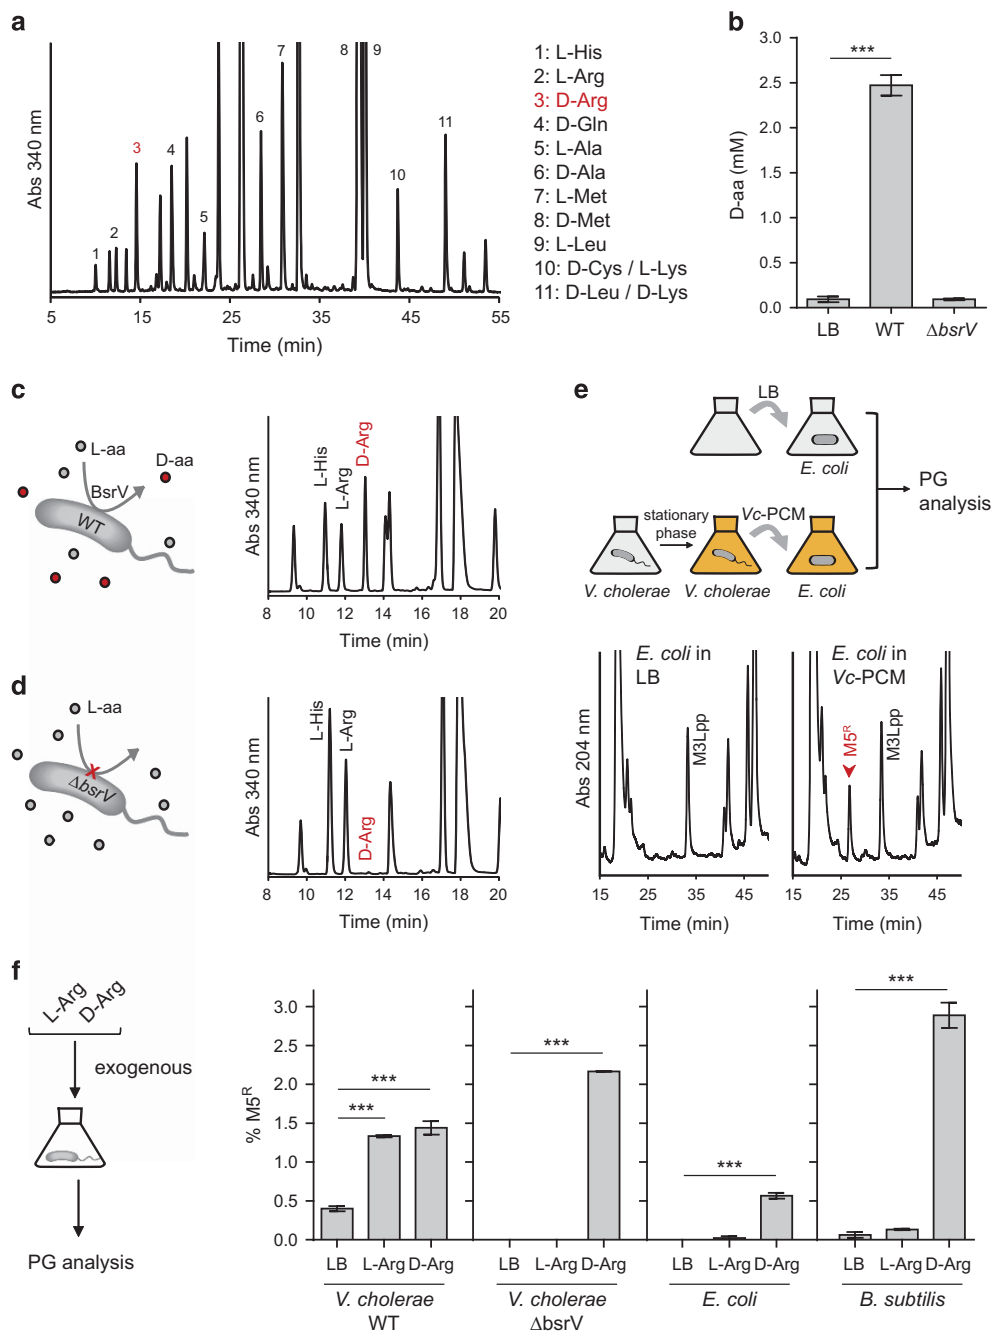 a
Abs 340 nm
1
2
3
4
5
6
7
8
9
10
11
5
15
25
35
45
55
Time (min)
1: L-His
2: L-Arg
3: D-Arg
4: D-Gln
5: L-Ala
6: D-Ala
7: L-Met
8: D-Met
9: L-Leu
10: D-Cys / L-Lys
11: D-Leu / D-Lys
b
D-aa (mM)
3.0
2.5
2.0
1.5
1.0
0.5
0.0
***
LB
WT
ΔbsrV
c
L-aa
D-aa
BsrV
WT
Abs 340 nm
L-His
L-Arg
D-Arg
8
10
12
14
16
18
20
Time (min)
d
L-aa
x
ΔbsrV
Abs 340 nm
L-His
L-Arg
D-Arg
8
10
12
14
16
18
20
Time (min)
e
LB
E. coli
PG
analysis
stationary
phase
Vc-PCM
V. cholerae
V. cholerae
E. coli
Abs 204 nm
E. coli in
LB
M3Lpp
15
25
35
45
Time (min)
E. coli in
Vc-PCM
M5ᴿ
M3Lpp
15
25
35
45
Time (min)
f
L-Arg
D-Arg
exogenous
PG analysis
% M5ᴿ
3.0
2.5
2.0
1.5
1.0
0.5
0.0
***
***
***
***
***
LB L-Arg D-Arg
V. cholerae
WT
LB L-Arg D-Arg
V. cholerae
ΔbsrV
LB L-Arg D-Arg
E. coli
LB L-Arg D-Arg
B. subtilis